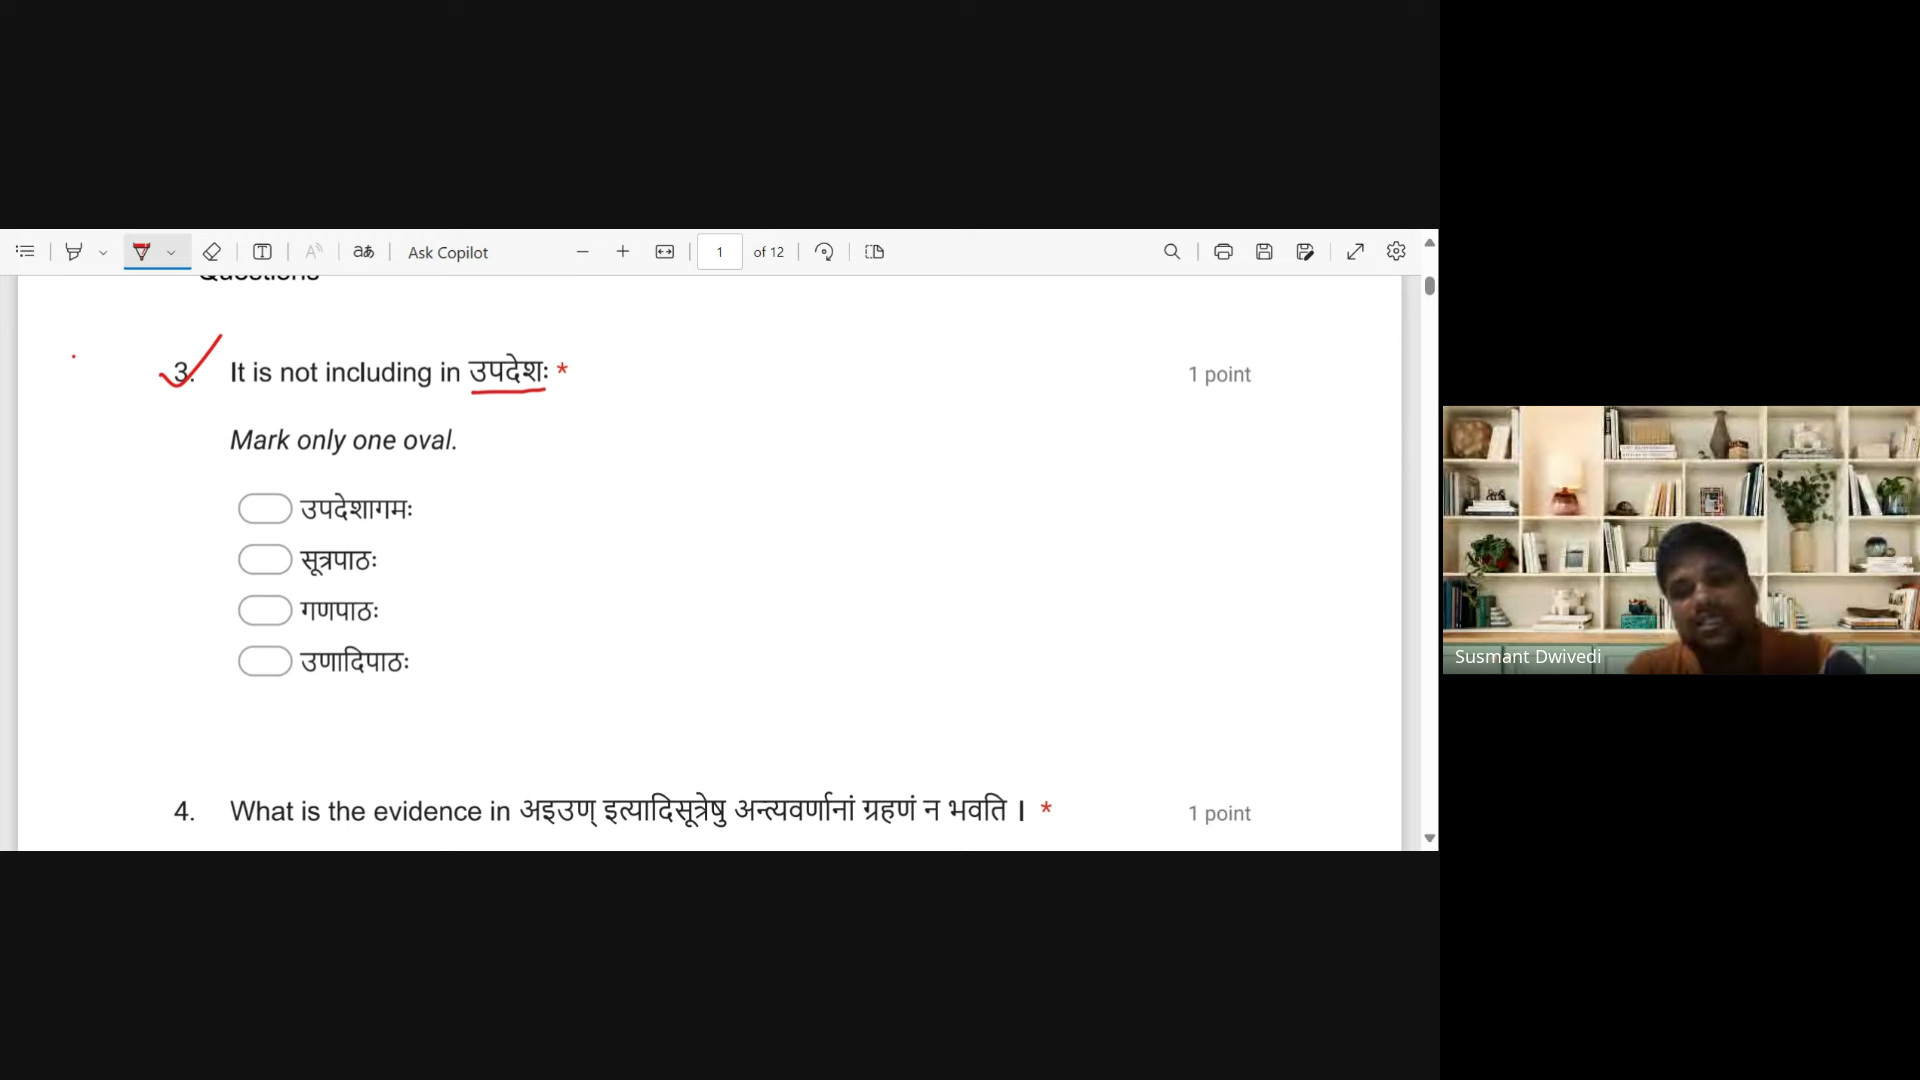 Ask Copilot
1 of 12
Questions
3. It is not including in उपदेशः * 1 point
Mark only one oval.
उपदेशागमः
सूत्रपाठः
गणपाठः
उणादिपाठः
4. What is the evidence in अइउण् इत्यादिसूत्रेषु अन्त्यवर्णानां ग्रहणं न भवति । * 1 point
Susmant Dwivedi